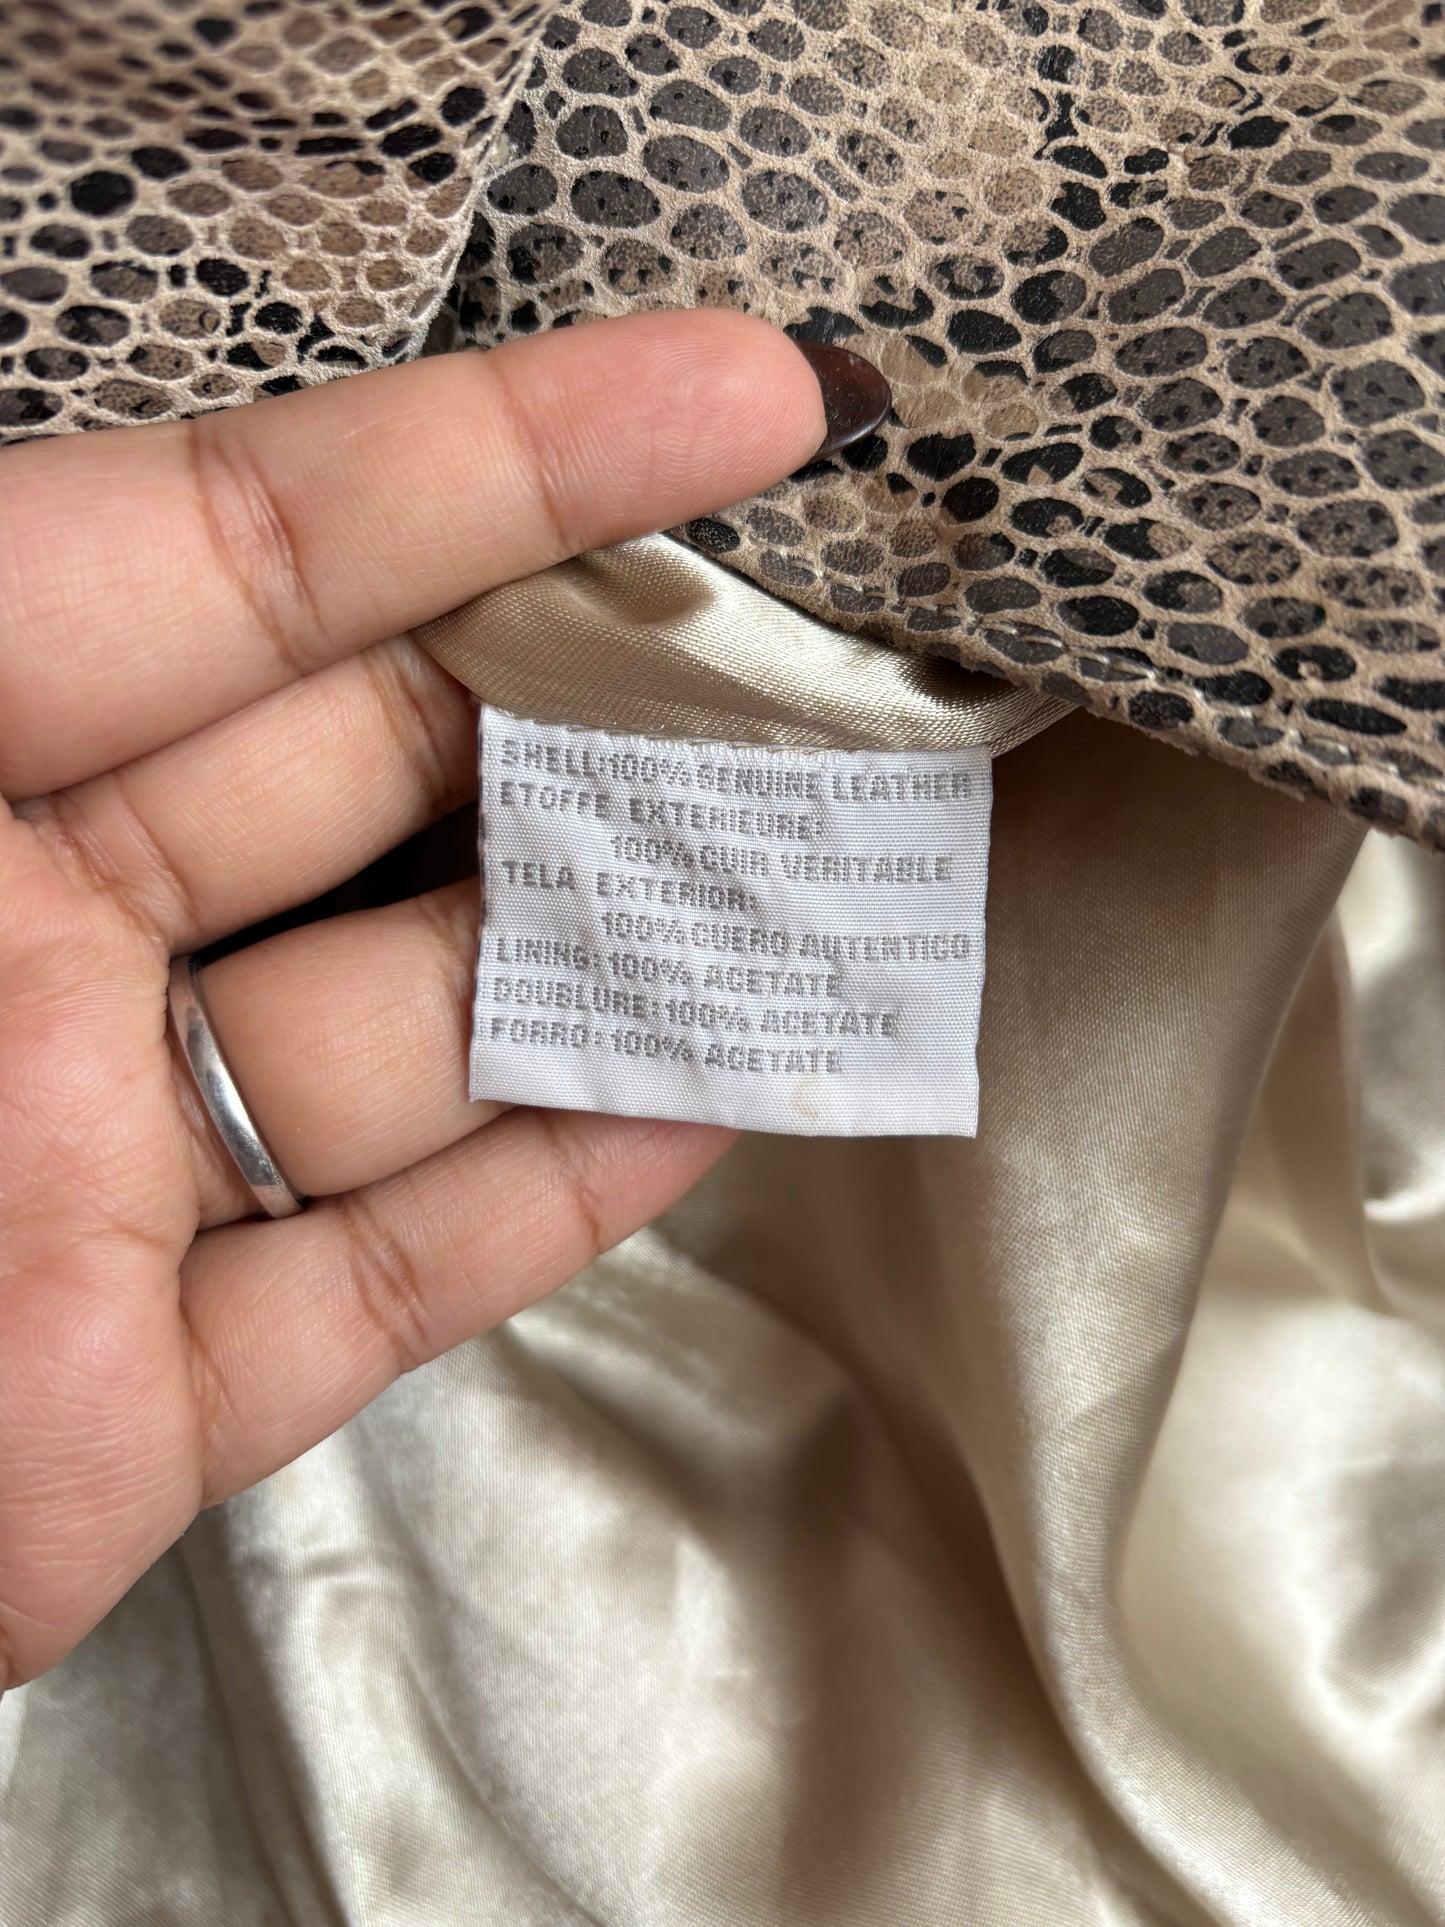 SHELL:100% GENUINE LEATHER
ETOFFE EXTERIEURE:
100% CUIR VERITABLE
TELA EXTERIOR:
100% CUERO AUTENTICO
LINING:100% ACETATE
DOUBLURE:100% ACETATE
FORRO:100% ACETATE